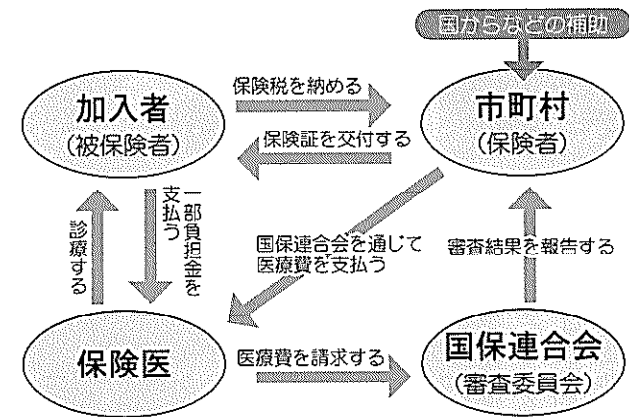 国からなどの補助
加入者
(被保険者)
保険税を納める
市町村
(保険者)
保険証を交付する
診療する
一部負担金を
支払う
国保連合会を通じて
医療費を支払う
審査結果を報告する
保険医
医療費を請求する
国保連合会
(審査委員会)